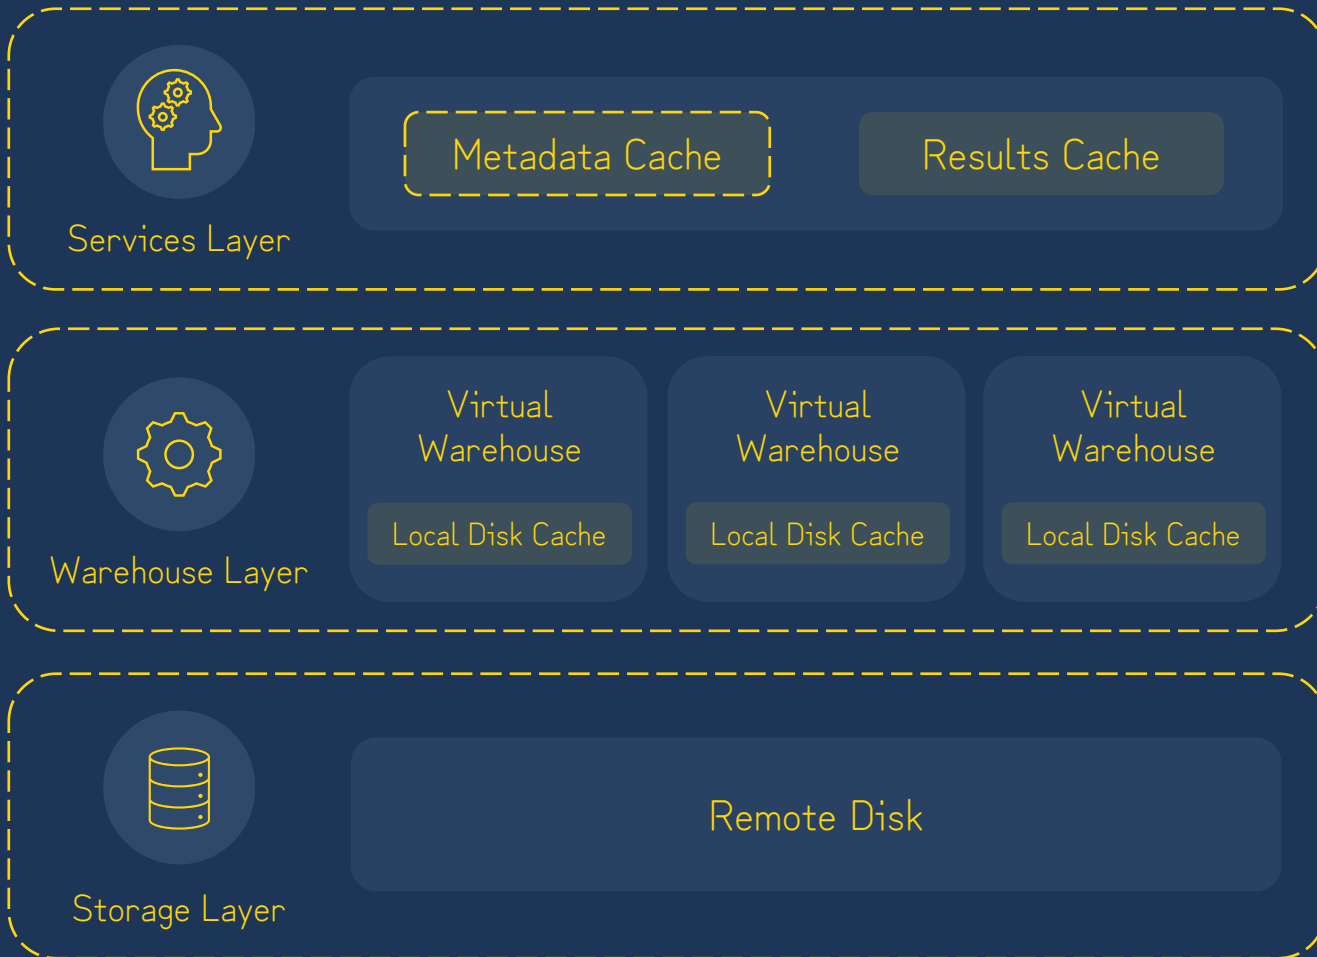 Metadata Cache
Results Cache
Services Layer
Virtual
Warehouse
Local Disk Cache
Virtual
Warehouse
Local Disk Cache
Virtual
Warehouse
Local Disk Cache
Warehouse Layer
Remote Disk
Storage Layer